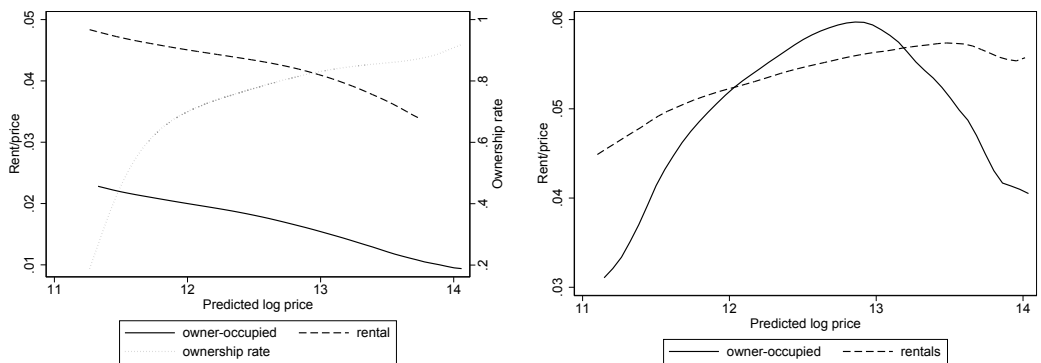 .05
.04
.03
.02
.01
Rent/price
1
.8
.6
.4
.2
Ownership rate
11 12 13 14
Predicted log price
owner-occupied rental
ownership rate
.06
.05
.04
.03
Rent/price
11 12 13 14
Predicted log price
owner-occupied rentals